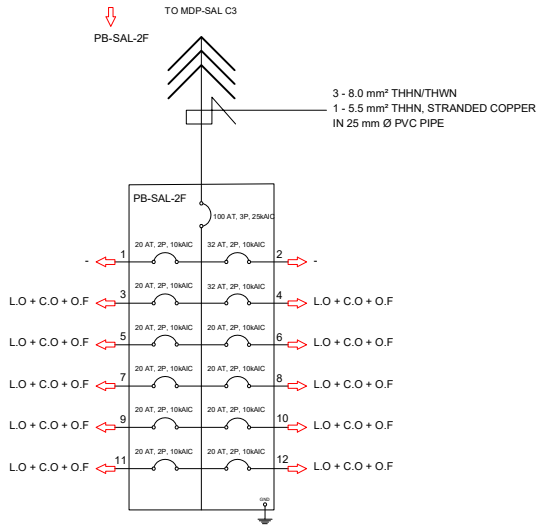 TO MDP-SAL C3
PB-SAL-2F
3 - 8.0 mm² THHN/THWN
1 - 5.5 mm² THHN, STRANDED COPPER
IN 25 mm Ø PVC PIPE
PB-SAL-2F
100 AT, 3P, 25kAIC
20 AT, 2P, 10kAIC 32 AT, 2P, 10kAIC
- 1 2 -
20 AT, 2P, 10kAIC 32 AT, 2P, 10kAIC
L.O + C.O + O.F 3 4 L.O + C.O + O.F
20 AT, 2P, 10kAIC 20 AT, 2P, 10kAIC
L.O + C.O + O.F 5 6 L.O + C.O + O.F
20 AT, 2P, 10kAIC 20 AT, 2P, 10kAIC
L.O + C.O + O.F 7 8 L.O + C.O + O.F
20 AT, 2P, 10kAIC 20 AT, 2P, 10kAIC
L.O + C.O + O.F 9 10 L.O + C.O + O.F
20 AT, 2P, 10kAIC 20 AT, 2P, 10kAIC
L.O + C.O + O.F 11 12 L.O + C.O + O.F
GND